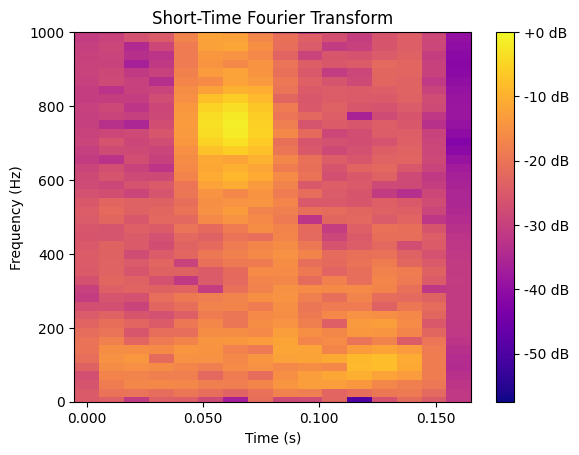 Short-Time Fourier Transform
1000
800
600
400
200
0
Frequency (Hz)
0.000
0.050
0.100
0.150
Time (s)
+0 dB
-10 dB
-20 dB
-30 dB
-40 dB
-50 dB